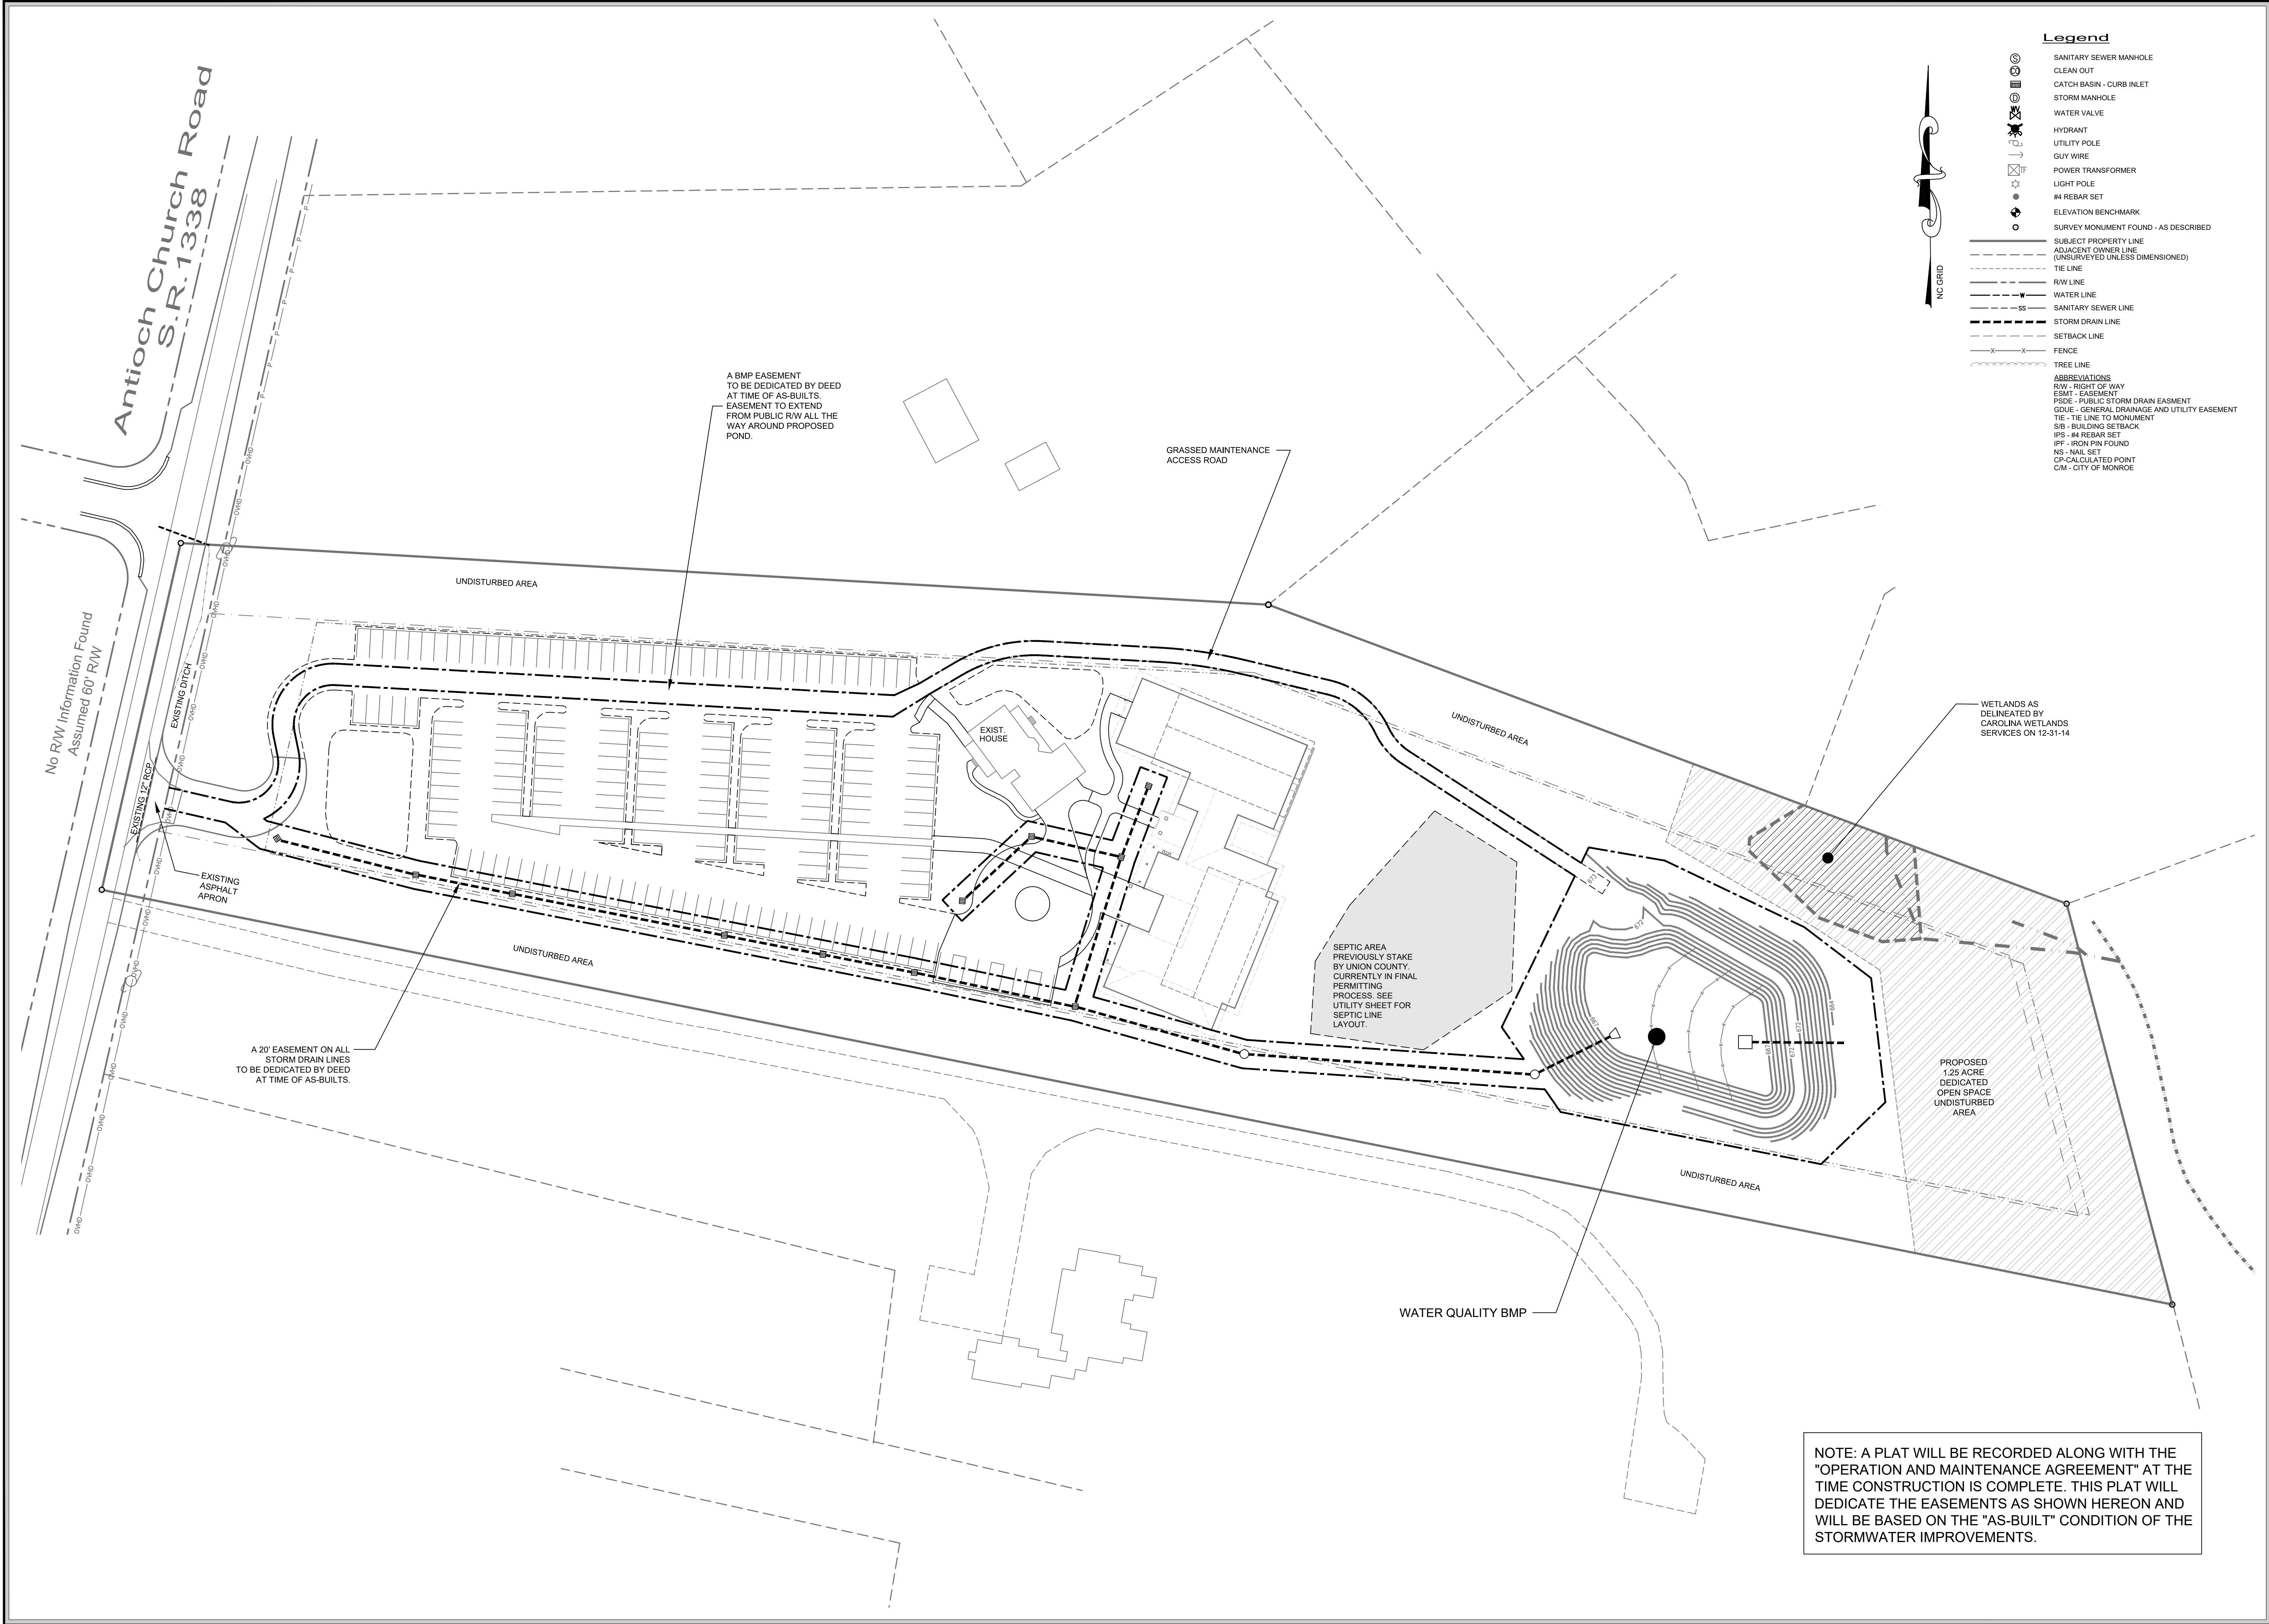 Legend
SANITARY SEWER MANHOLE
CLEAN OUT
CATCH BASIN - CURB INLET
STORM MANHOLE
WATER VALVE
HYDRANT
UTILITY POLE
GUY WIRE
POWER TRANSFORMER
LIGHT POLE
#4 REBAR SET
ELEVATION BENCHMARK
SURVEY MONUMENT FOUND - AS DESCRIBED
SUBJECT PROPERTY LINE
ADJACENT OWNER LINE
(UNSURVEYED UNLESS DIMENSIONED)
TIE LINE
R/W LINE
WATER LINE
SANITARY SEWER LINE
STORM DRAIN LINE
SETBACK LINE
FENCE
TREE LINE
ABBREVIATIONS
R/W - RIGHT OF WAY
ESMT - EASEMENT
PSDE - PUBLIC STORM DRAIN EASMENT
GDUE - GENERAL DRAINAGE AND UTILITY EASEMENT
TIE - TIE LINE TO MONUMENT
S/B - BUILDING SETBACK
IPS - #4 REBAR SET
IPF - IRON PIN FOUND
NS - NAIL SET
CP-CALCULATED POINT
C/M - CITY OF MONROE
NC GRID
Antioch Church Road
S.R. 1338
No R/W Information Found
Assumed 60' R/W
A BMP EASEMENT
TO BE DEDICATED BY DEED
AT TIME OF AS-BUILTS.
EASEMENT TO EXTEND
FROM PUBLIC R/W ALL THE
WAY AROUND PROPOSED
POND.
GRASSED MAINTENANCE
ACCESS ROAD
UNDISTURBED AREA
UNDISTURBED AREA
WETLANDS AS
DELINEATED BY
CAROLINA WETLANDS
SERVICES ON 12-31-14
EXISTING DITCH
EXISTING 12" RCP
EXIST.
HOUSE
EXISTING
ASPHALT
APRON
UNDISTURBED AREA
SEPTIC AREA
PREVIOUSLY STAKE
BY UNION COUNTY.
CURRENTLY IN FINAL
PERMITTING
PROCESS. SEE
UTILITY SHEET FOR
SEPTIC LINE
LAYOUT.
673
672
667
667
672
672
669
A 20' EASEMENT ON ALL
STORM DRAIN LINES
TO BE DEDICATED BY DEED
AT TIME OF AS-BUILTS.
PROPOSED
1.25 ACRE
DEDICATED
OPEN SPACE
UNDISTURBED
AREA
UNDISTURBED AREA
WATER QUALITY BMP
NOTE: A PLAT WILL BE RECORDED ALONG WITH THE
"OPERATION AND MAINTENANCE AGREEMENT" AT THE
TIME CONSTRUCTION IS COMPLETE. THIS PLAT WILL
DEDICATE THE EASEMENTS AS SHOWN HEREON AND
WILL BE BASED ON THE "AS-BUILT" CONDITION OF THE
STORMWATER IMPROVEMENTS.